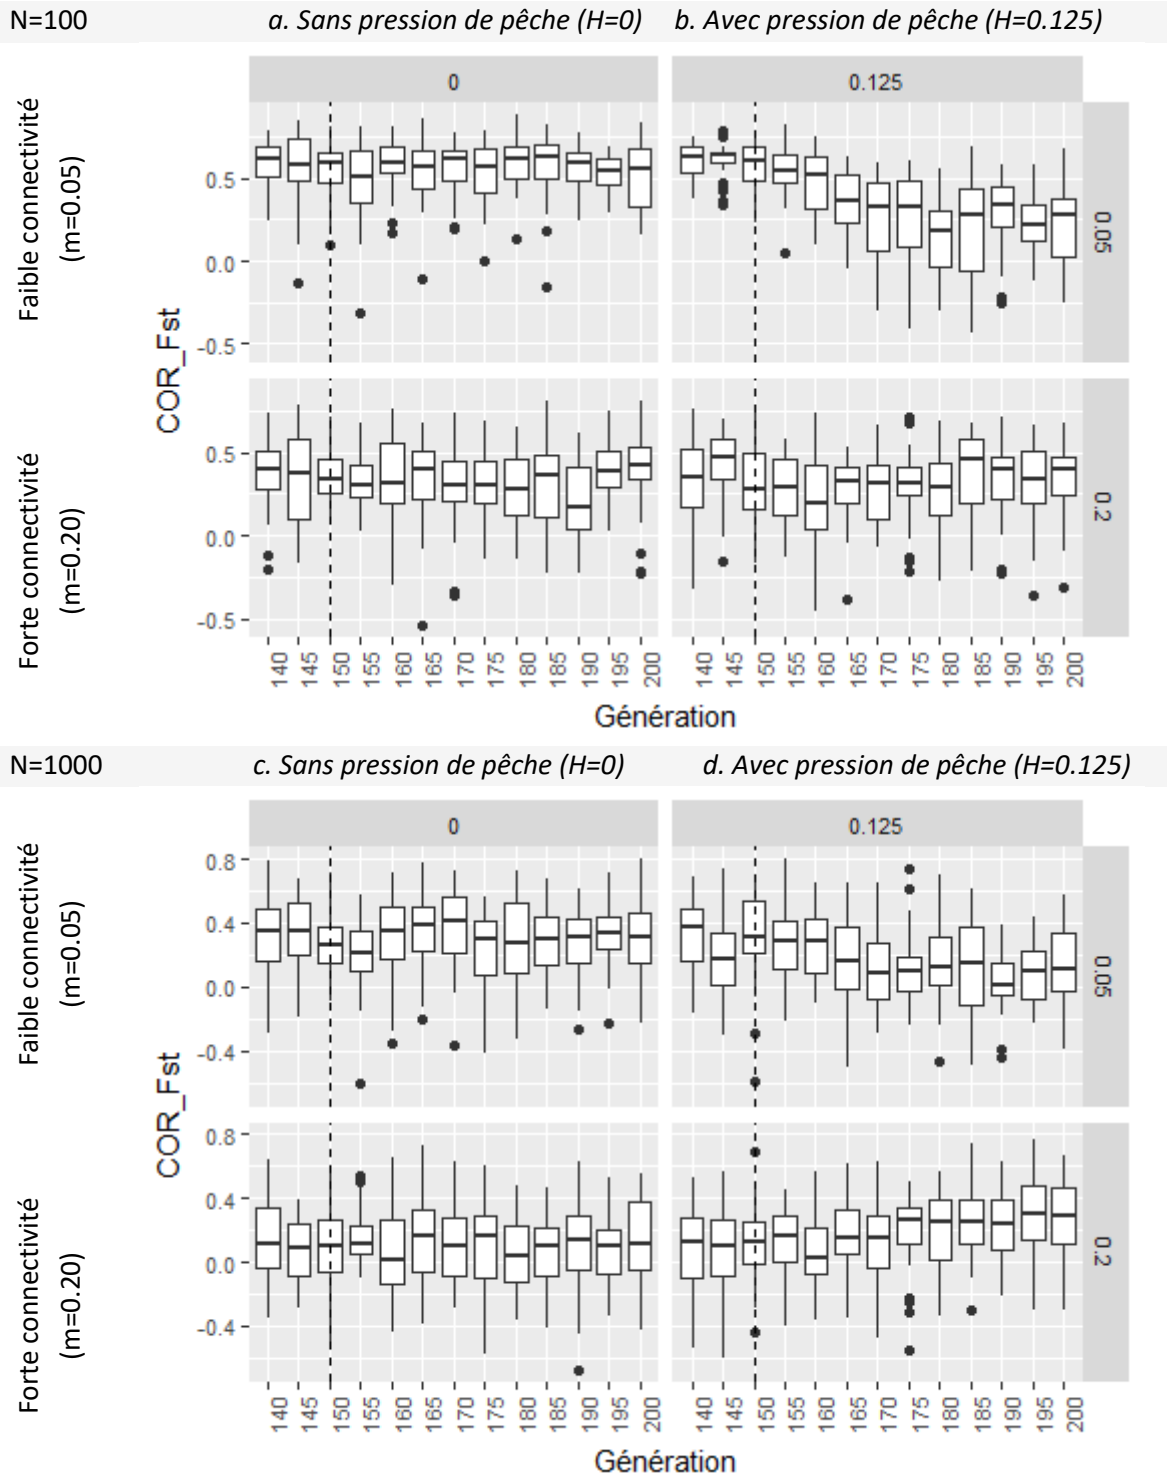 N=100 a. Sans pression de pêche (H=0) b. Avec pression de pêche (H=0.125)
0 0.125
Faible connectivité
(m=0.05)
0.5
0.0
-0.5
0.05
COR_Fst
Forte connectivité
(m=0.20)
0.5
0.0
-0.5
0.2
140 145 150 155 160 165 170 175 180 185 190 195 200 140 145 150 155 160 165 170 175 180 185 190 195 200
Génération
N=1000 c. Sans pression de pêche (H=0) d. Avec pression de pêche (H=0.125)
0 0.125
Faible connectivité
(m=0.05)
0.8
0.4
0.0
-0.4
0.05
COR_Fst
Forte connectivité
(m=0.20)
0.8
0.4
0.0
-0.4
0.2
140 145 150 155 160 165 170 175 180 185 190 195 200 140 145 150 155 160 165 170 175 180 185 190 195 200
Génération